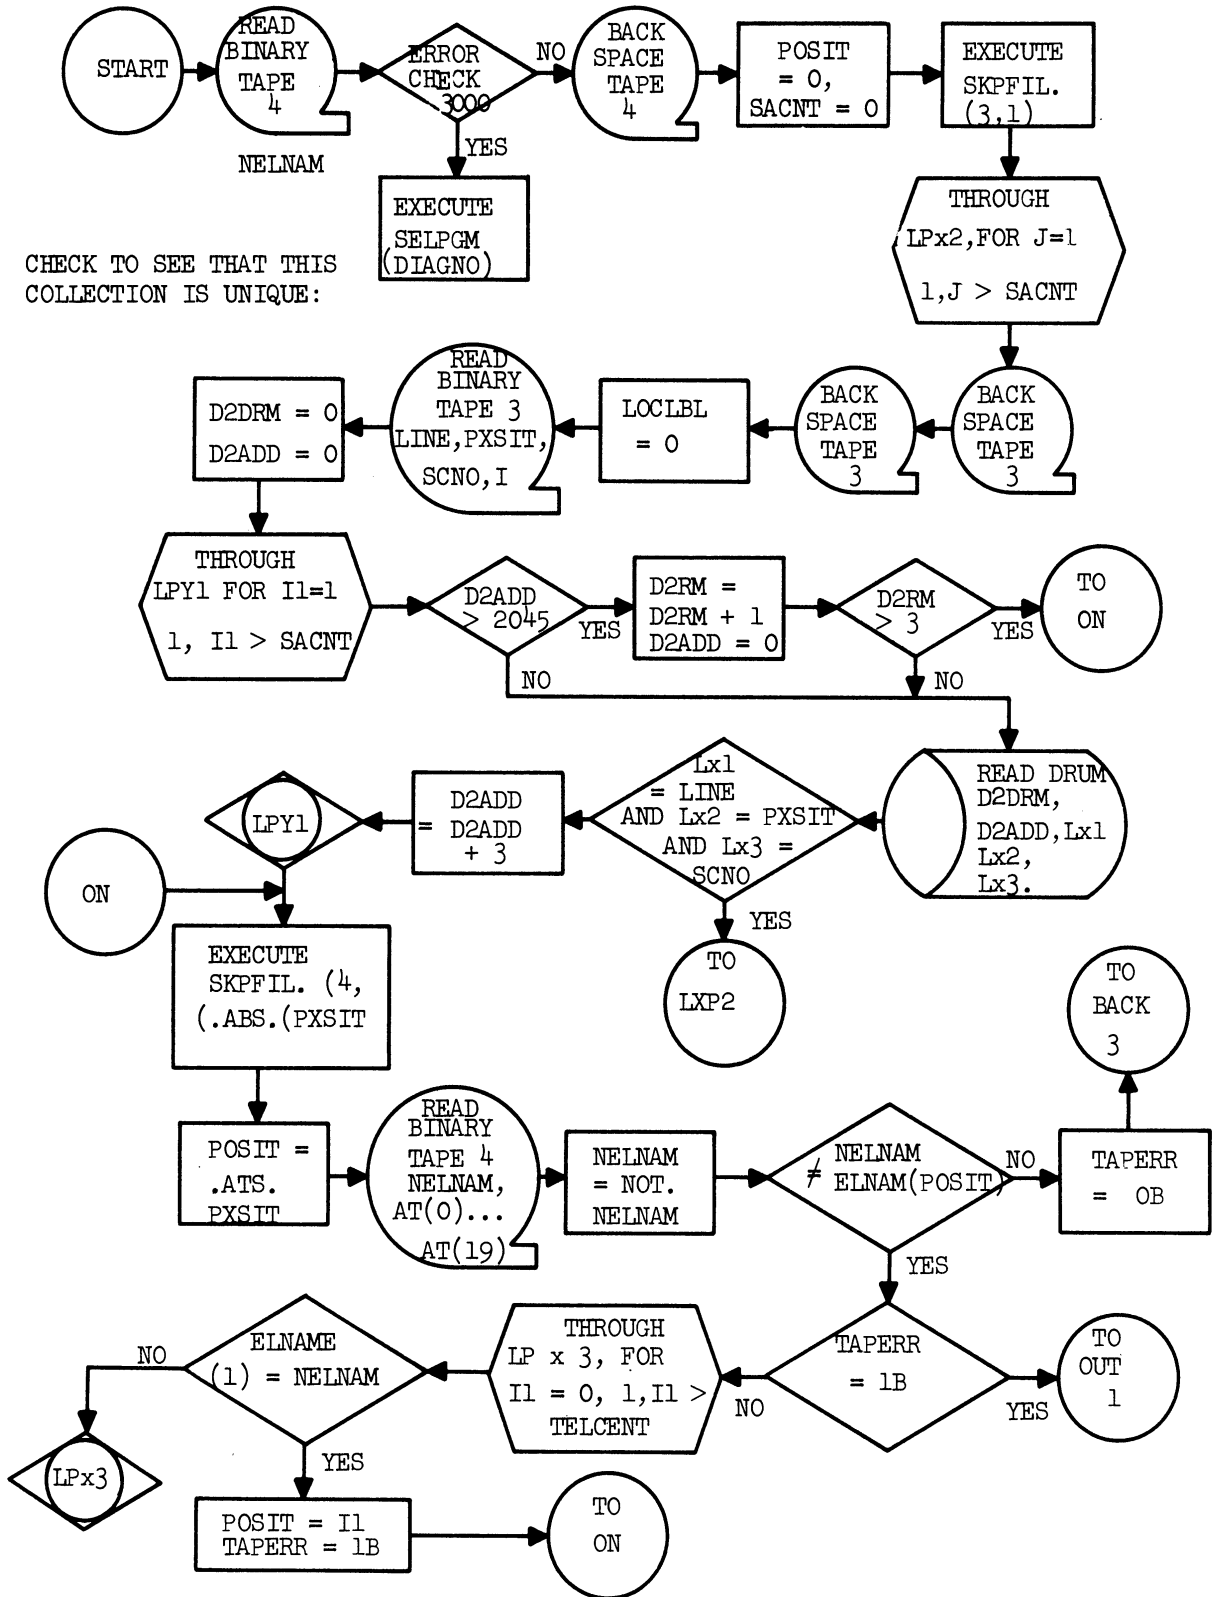 START
READ
BINARY
TAPE
4
NELNAM
ERROR
CHECK
3000
NO
YES
EXECUTE
SELPGM
(DIAGNO)
BACK
SPACE
TAPE
4
POSIT
= 0,
SACNT = 0
EXECUTE
SKPFIL.
(3,1)
THROUGH
LPx2,FOR J=1
1,J > SACNT
CHECK TO SEE THAT THIS
COLLECTION IS UNIQUE:
BACK
SPACE
TAPE
3
BACK
SPACE
TAPE
3
LOCLBL
= 0
READ
BINARY
TAPE 3
LINE,PXSIT,
SCNO,I
D2DRM = 0
D2ADD = 0
THROUGH
LPY1 FOR I1=1
1, I1 > SACNT
D2ADD
> 2045
YES
NO
D2RM =
D2RM + 1
D2ADD = 0
D2RM
> 3
YES
NO
TO
ON
READ DRUM
D2DRM,
D2ADD,Lx1
Lx2,
Lx3.
Lx1
= LINE
AND Lx2 = PXSIT
AND Lx3 =
SCNO
YES
TO
LXP2
D2ADD
= D2ADD
+ 3
LPY1
ON
EXECUTE
SKPFIL. (4,
(.ABS.(PXSIT
POSIT =
.ATS.
PXSIT
READ
BINARY
TAPE 4
NELNAM,
AT(0)...
AT(19)
NELNAM
= NOT.
NELNAM
NELNAM
≠ ELNAM(POSIT)
NO
YES
TAPERR
= 0B
TO
BACK
3
TAPERR
= 1B
YES
NO
TO
OUT
1
THROUGH
LP x 3, FOR
I1 = 0, 1,I1 >
TELCENT
ELNAME
(1) = NELNAM
NO
YES
LPx3
POSIT = I1
TAPERR = 1B
TO
ON